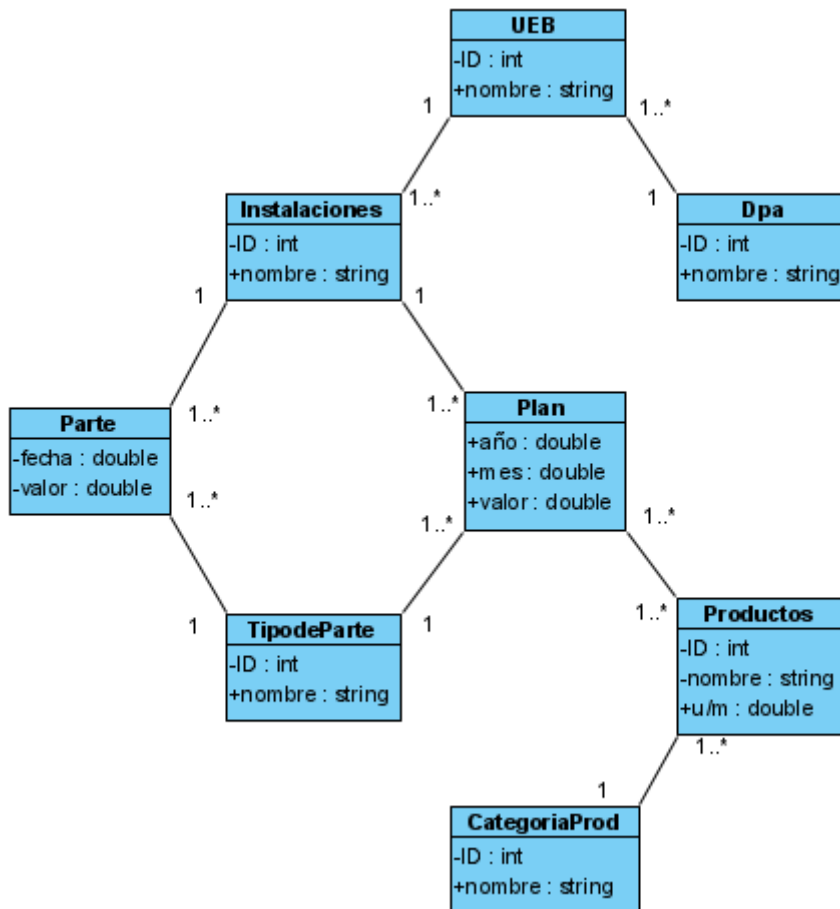 UEB
-ID : int
+nombre : string
1
1..*
1..*
1
Instalaciones
-ID : int
+nombre : string
Dpa
-ID : int
+nombre : string
1
1
1..*
1..*
Parte
-fecha : double
-valor : double
Plan
+año : double
+mes : double
+valor : double
1..*
1..*
1..*
1
1
1..*
TipodeParte
-ID : int
+nombre : string
Productos
-ID : int
-nombre : string
+u/m : double
1..*
1
CategoriaProd
-ID : int
+nombre : string